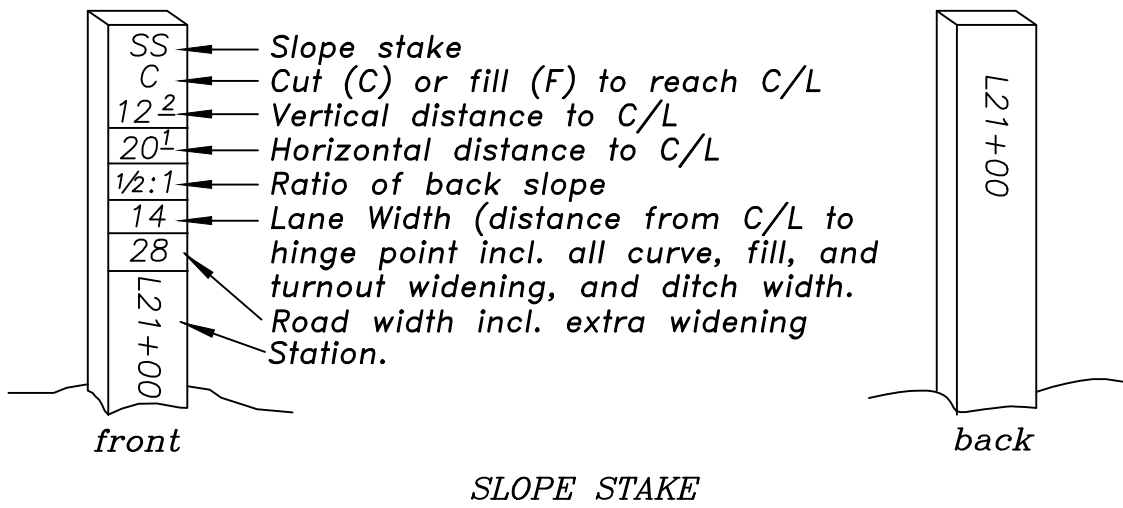 SS Slope stake
C Cut (C) or fill (F) to reach C/L
12² Vertical distance to C/L
20¹ Horizontal distance to C/L
½:1 Ratio of back slope
14 Lane Width (distance from C/L to
28 hinge point incl. all curve, fill, and
turnout widening, and ditch width.
Road width incl. extra widening
Station.
L21+00
L21+00
front
back
SLOPE STAKE